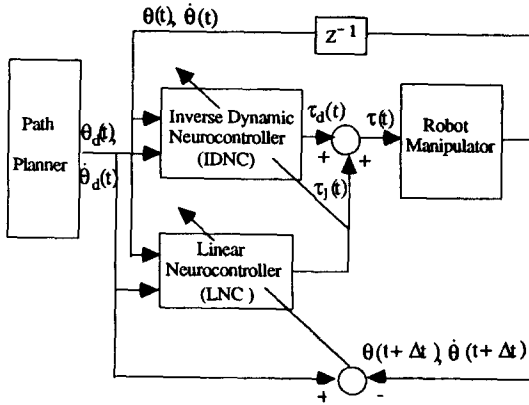 θ(t), θ̇(t)
Z⁻¹
Path
Planner
θd(t),
θ̇d(t)
Inverse Dynamic
Neurocontroller
(IDNC)
τd(t)
+
+
τ(t)
Robot
Manipulator
τl(t)
Linear
Neurocontroller
(LNC )
θ(t+ Δt ), θ̇ (t+ Δt)
+
-